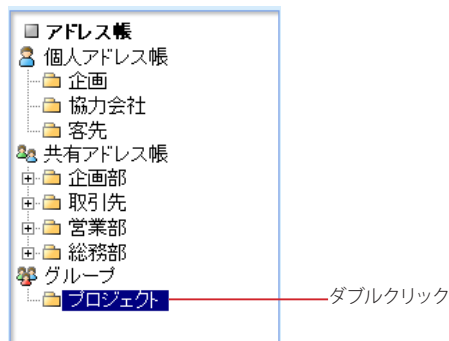 アドレス帳
個人アドレス帳
企画
協力会社
客先
共有アドレス帳
企画部
取引先
営業部
総務部
グループ
プロジェクト
ダブルクリック